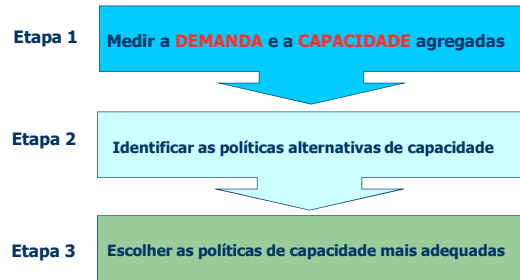 Etapa 1
Medir a DEMANDA e a CAPACIDADE agregadas
Etapa 2
Identificar as políticas alternativas de capacidade
Etapa 3
Escolher as políticas de capacidade mais adequadas